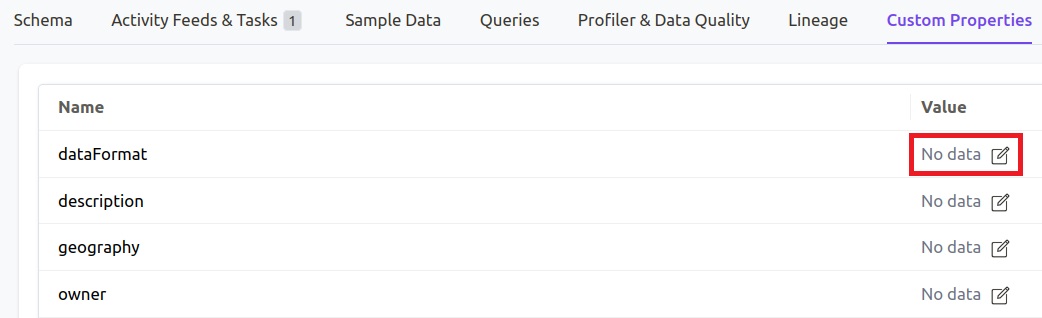 Schema Activity Feeds & Tasks 1 Sample Data Queries Profiler & Data Quality Lineage Custom Properties
Name Value
dataFormat No data
description No data
geography No data
owner No data